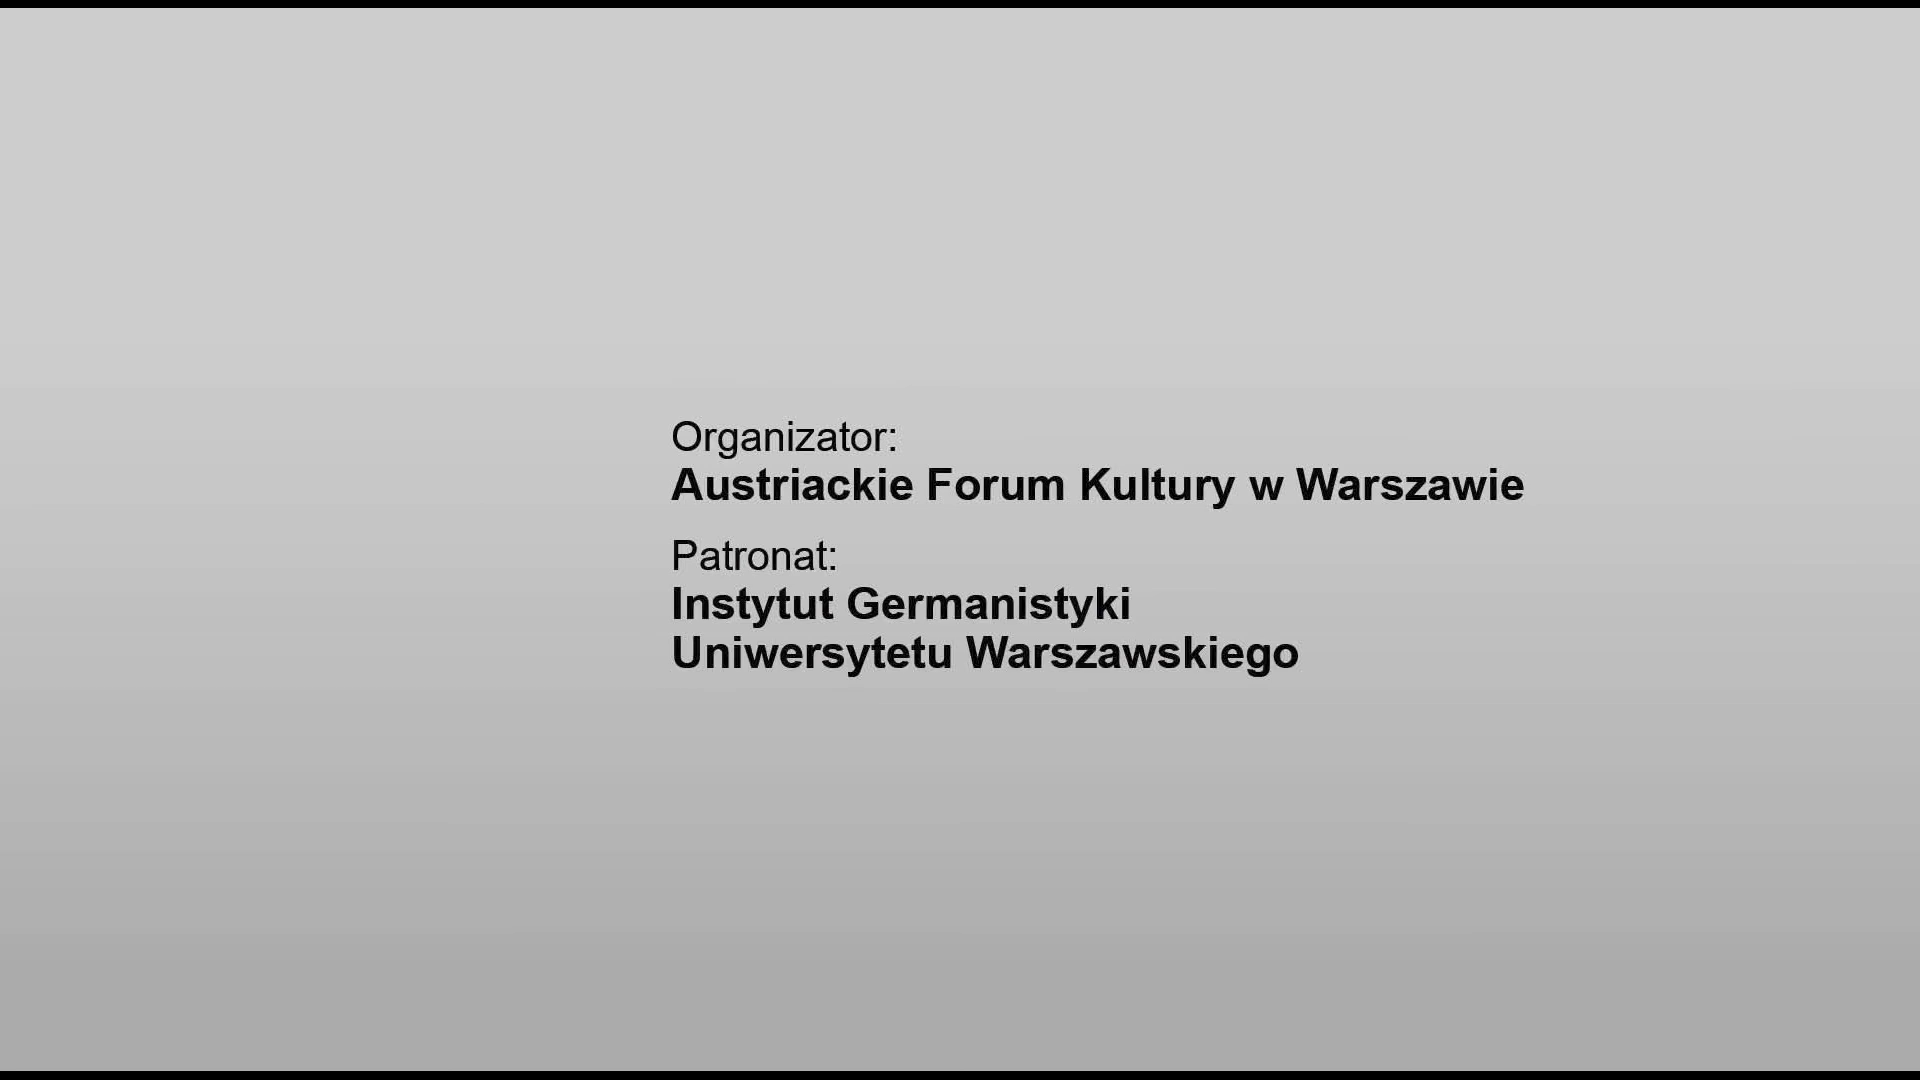 Organizator:
Austriackie Forum Kultury w Warszawie
Patronat:
Instytut Germanistyki
Uniwersytetu Warszawskiego